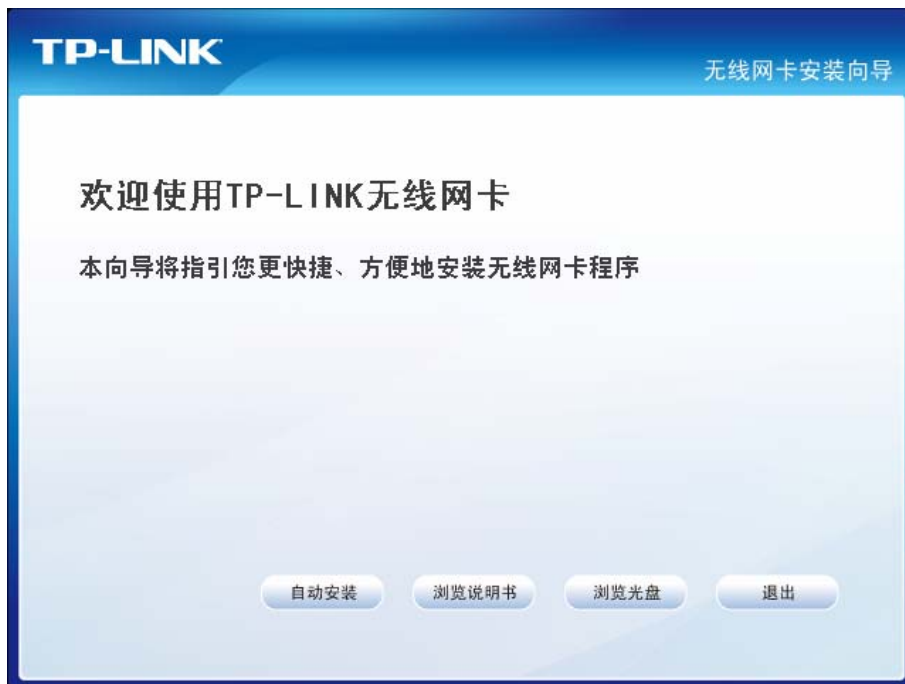 TP-LINK
无线网卡安装向导
欢迎使用TP-LINK无线网卡
本向导将指引您更快捷、方便地安装无线网卡程序
自动安装 浏览说明书 浏览光盘 退出